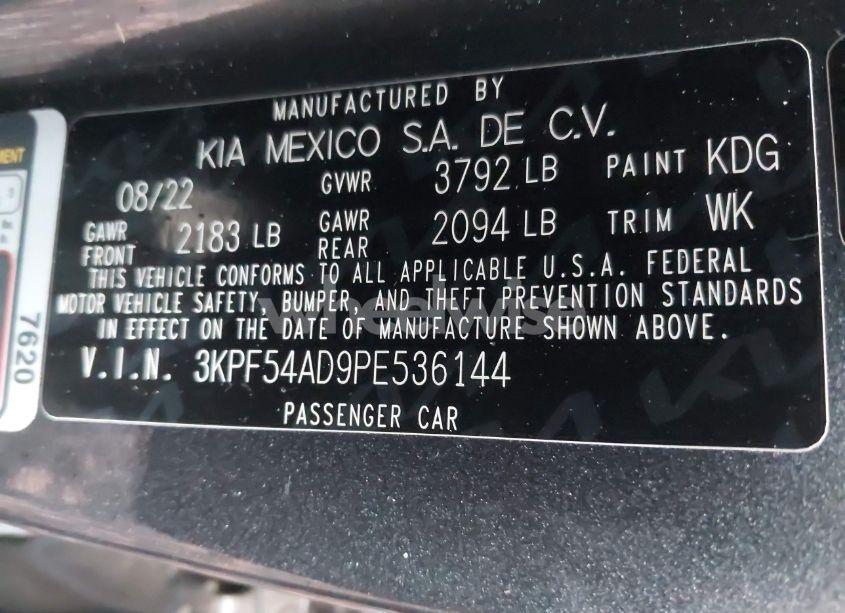 MANUFACTURED BY
KIA MEXICO S.A. DE C.V.
08/22 GVWR 3792 LB PAINT KDG
GAWR FRONT 2183 LB GAWR REAR 2094 LB TRIM WK
THIS VEHICLE CONFORMS TO ALL APPLICABLE U.S.A. FEDERAL
MOTOR VEHICLE SAFETY, BUMPER, AND THEFT PREVENTION STANDARDS
IN EFFECT ON THE DATE OF MANUFACTURE SHOWN ABOVE.
V.I.N. 3KPF54AD9PE536144
PASSENGER CAR
7620
wheelwise